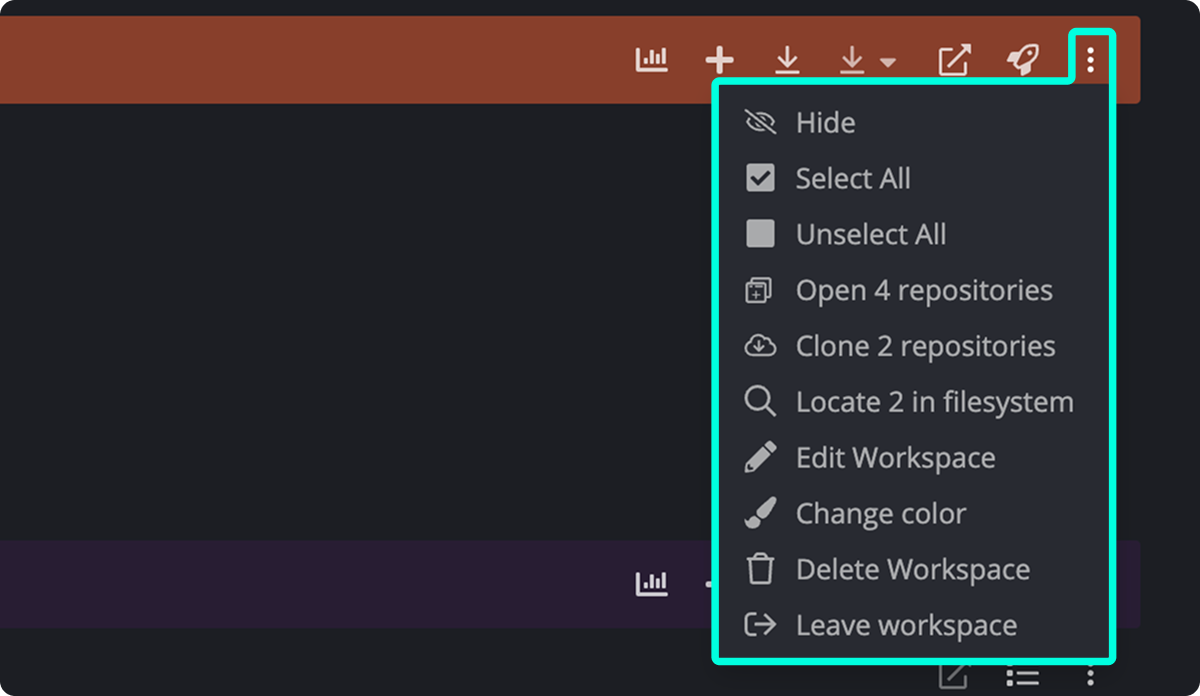 Hide
Select All
Unselect All
Open 4 repositories
Clone 2 repositories
Locate 2 in filesystem
Edit Workspace
Change color
Delete Workspace
Leave workspace